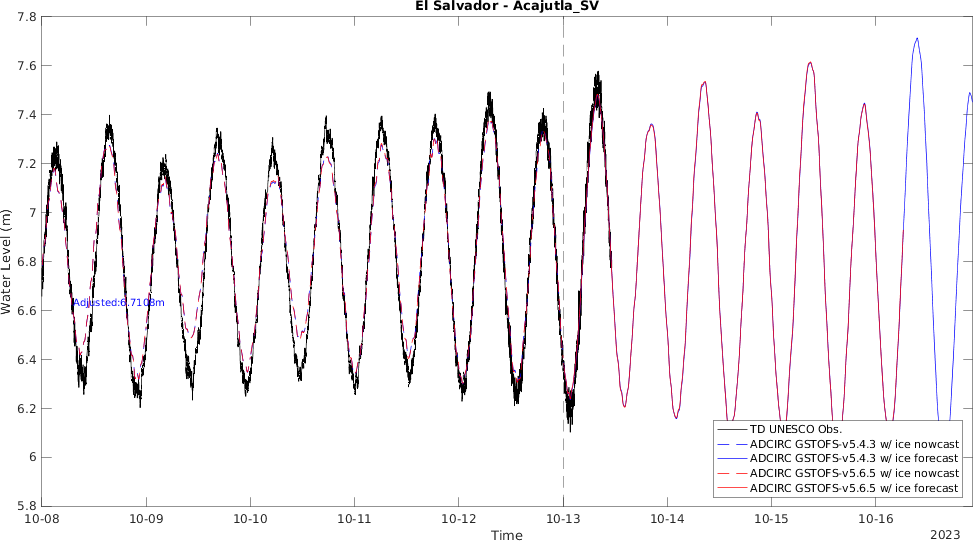 El Salvador - Acajutla_SV
7.8
7.6
7.4
7.2
7
6.8
6.6
6.4
6.2
6
5.8
Water Level (m)
Adjusted:6.7108m
TD UNESCO Obs.
ADCIRC GSTOFS-v5.4.3 w/ ice nowcast
ADCIRC GSTOFS-v5.4.3 w/ ice forecast
ADCIRC GSTOFS-v5.6.5 w/ ice nowcast
ADCIRC GSTOFS-v5.6.5 w/ ice forecast
10-08 10-09 10-10 10-11 10-12 10-13 10-14 10-15 10-16
Time
2023